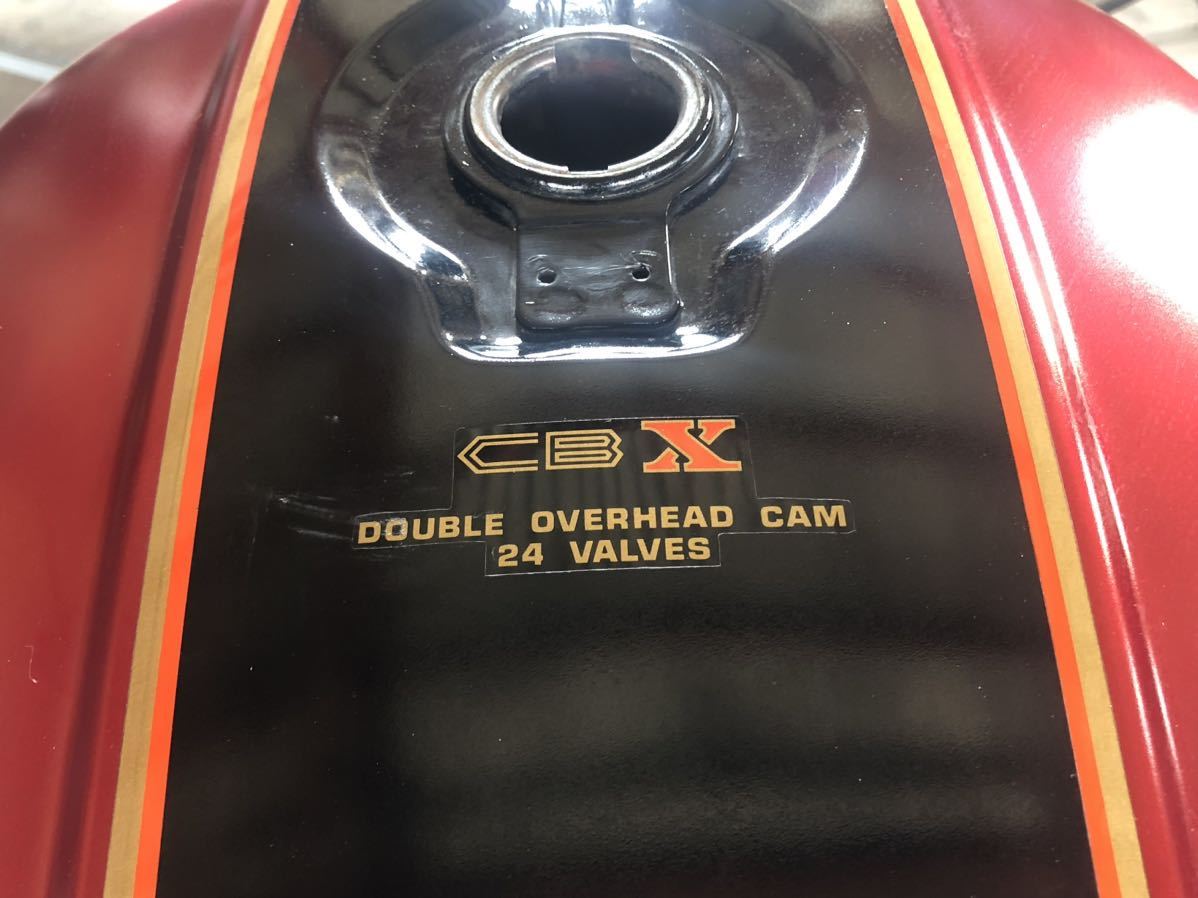 CBX
DOUBLE OVERHEAD CAM
24 VALVES